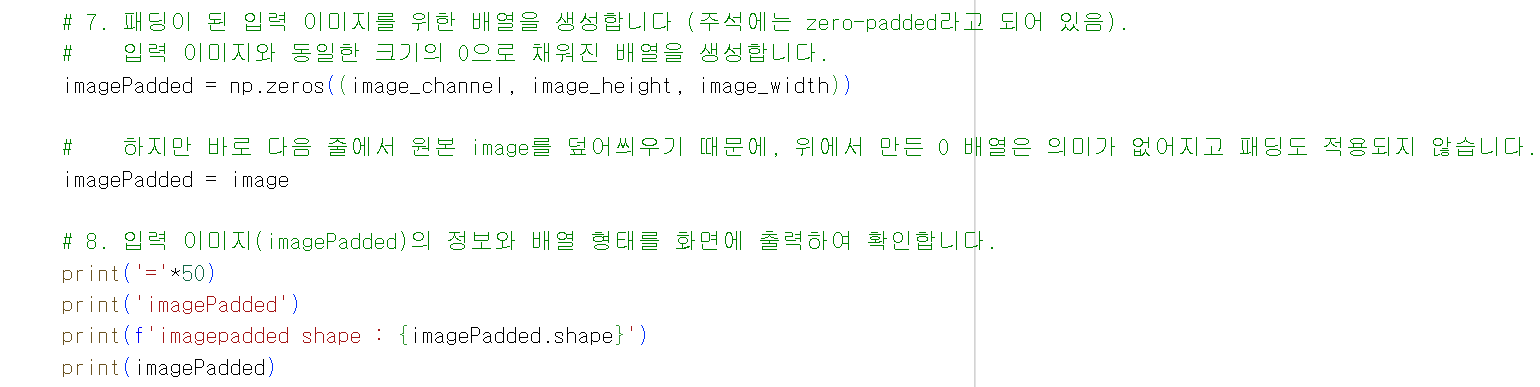 # 7. 패딩이 된 입력 이미지를 위한 배열을 생성합니다 (주석에는 zero-padded라고 되어 있음).
#    입력 이미지와 동일한 크기의 0으로 채워진 배열을 생성합니다.
imagePadded = np.zeros((image_channel, image_height, image_width))
#    하지만 바로 다음 줄에서 원본 image를 덮어씌우기 때문에, 위에서 만든 0 배열은 의미가 없어지고 패딩도 적용되지 않습니다.
imagePadded = image
# 8. 입력 이미지(imagePadded)의 정보와 배열 형태를 화면에 출력하여 확인합니다.
print('='*50)
print('imagePadded')
print(f'imagepadded shape : {imagePadded.shape}')
print(imagePadded)